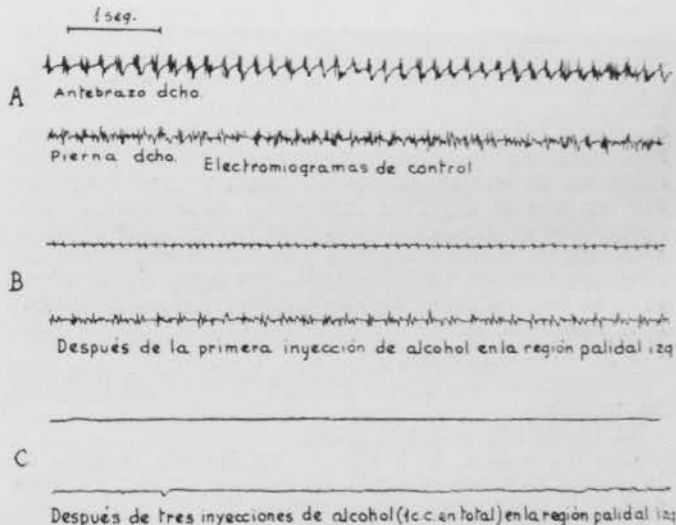 1 seg.
A
Antebrazo dcho.
Pierna dcho.
Electromiogramas de control
B
Después de la primera inyección de alcohol en la región palidal izq
C
Después de tres inyecciones de alcohol (1c.c. en total) en la región palidal izq